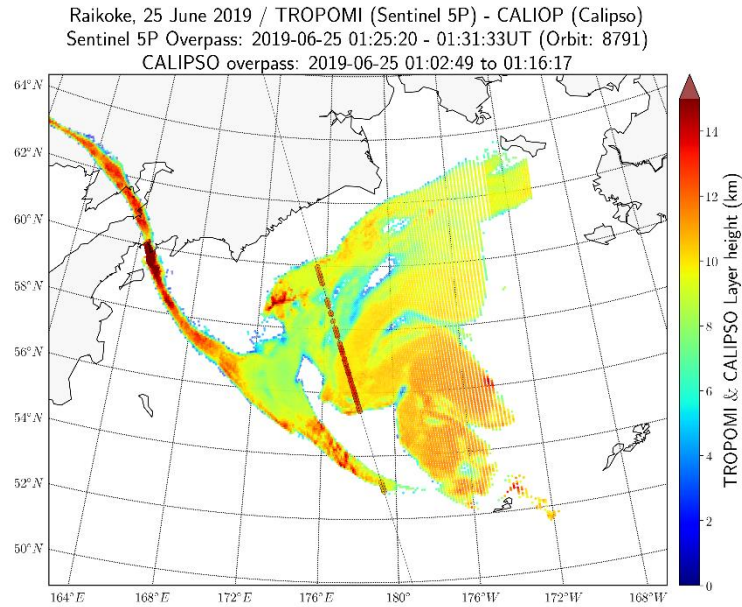 Raikoke, 25 June 2019 / TROPOMI (Sentinel 5P) - CALIOP (Calipso)
Sentinel 5P Overpass: 2019-06-25 01:25:20 - 01:31:33UT (Orbit: 8791)
CALIPSO overpass: 2019-06-25 01:02:49 to 01:16:17
64°N
62°N
60°N
58°N
56°N
54°N
52°N
50°N
164°E
168°E
172°E
176°E
180°
176°W
172°W
168°W
14
12
10
8
6
4
2
0
TROPOMI & CALIPSO Layer height (km)